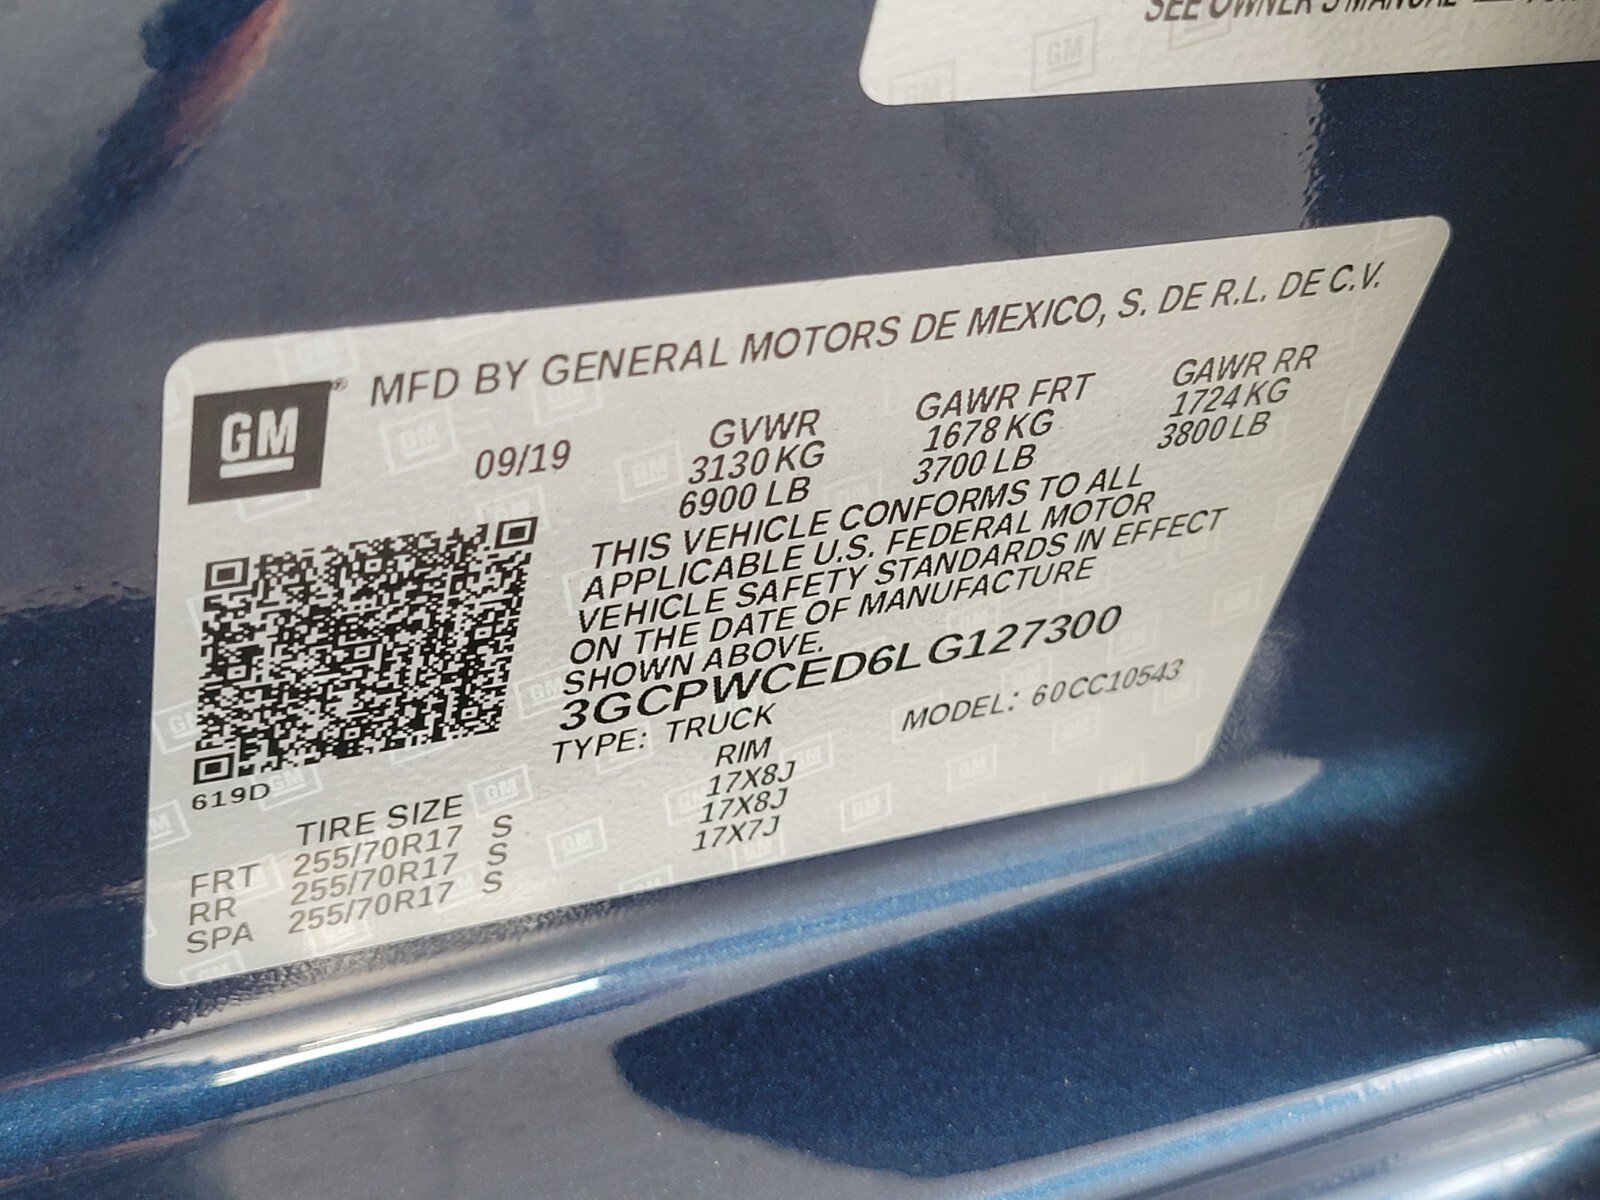 SEE OWNER'S MANUAL
MFD BY GENERAL MOTORS DE MEXICO, S. DE R.L. DE C.V.
GM
09/19
GVWR
3130 KG
6900 LB
GAWR FRT
1678 KG
3700 LB
GAWR RR
1724 KG
3800 LB
THIS VEHICLE CONFORMS TO ALL
APPLICABLE U.S. FEDERAL MOTOR
VEHICLE SAFETY STANDARDS IN EFFECT
ON THE DATE OF MANUFACTURE
SHOWN ABOVE.
3GCPWCED6LG127300
TYPE: TRUCK MODEL: 60CC10543
619D
TIRE SIZE RIM
FRT 255/70R17 S 17X8J
RR 255/70R17 S 17X8J
SPA 255/70R17 S 17X7J